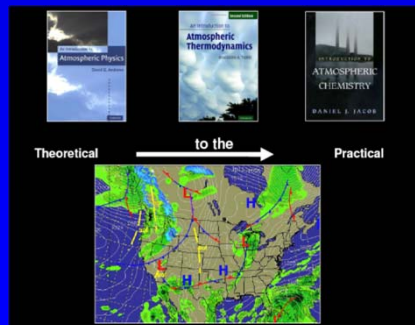 AN INTRODUCTION TO
Atmospheric Physics
David G. Andrews
Second Edition
AN INTRODUCTION TO
Atmospheric
Thermodynamics
INTRODUCTION TO
ATMOSPHERIC
CHEMISTRY
DANIEL J. JACOB
Theoretical
to the
Practical
L
H
L
L
H
H